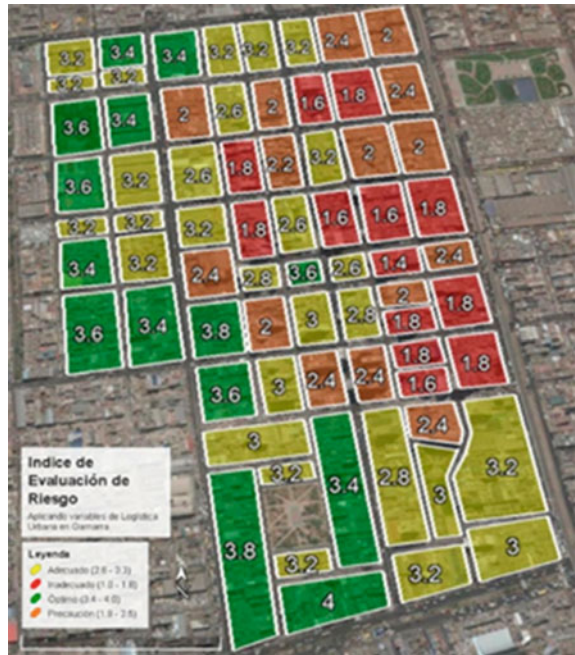 3.2 3.4 3.4 3.2 3.2 3.2 2.4 2
3.2 3.2
3.6 3.4 2 2.6 2 1.6 1.8 2.4
3.6 3.2 2.6 1.8 2.2 3.2 2 2
3.2 3.2 3.2 1.8 2.6 1.6 1.6 1.8
3.4 3.2 2.4 2.8 3.6 2.6 1.4 2.4
3.6 3.4 3.8 2 3 2.8 2 1.8
1.8
3.6 3 2.4 2.4 1.8 1.8
1.6
3 3.4 2.8 2.4 3.2
3.2 3
3.8 3.2 3.2 3
4
Indice de
Evaluación de
Riesgo
Aplicando variables de Logística
Urbana en Gamarra
Leyenda
Adecuado (2.6 - 3.3)
Inadecuado (1.0 - 1.8)
Optimo (3.4 - 4.0)
Precaución (1.9 - 2.5)